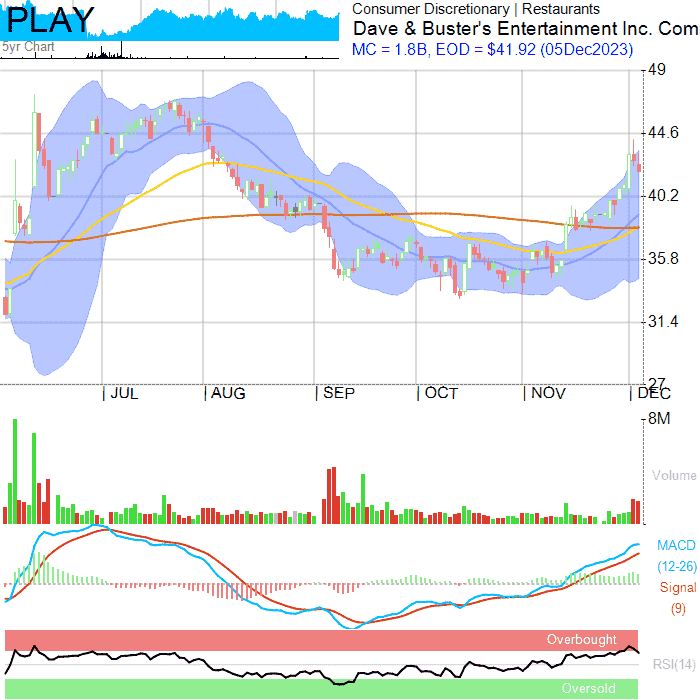 PLAY
5yr Chart
Consumer Discretionary | Restaurants
Dave & Buster's Entertainment Inc. Com
MC = 1.8B, EOD = $41.92 (05Dec2023)
49
44.6
40.2
35.8
31.4
27
| JUL | AUG | SEP | OCT | NOV | DEC
8M
Volume
MACD
(12-26)
Signal
(9)
Overbought
RSI(14)
Oversold